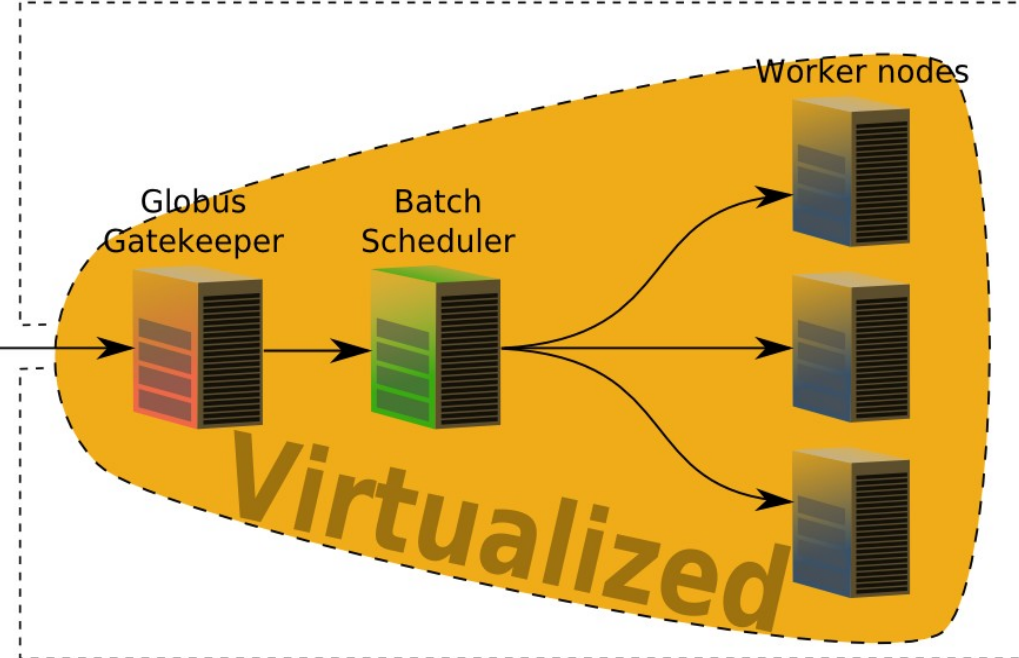 Worker nodes
Globus
Gatekeeper
Batch
Scheduler
Virtualized